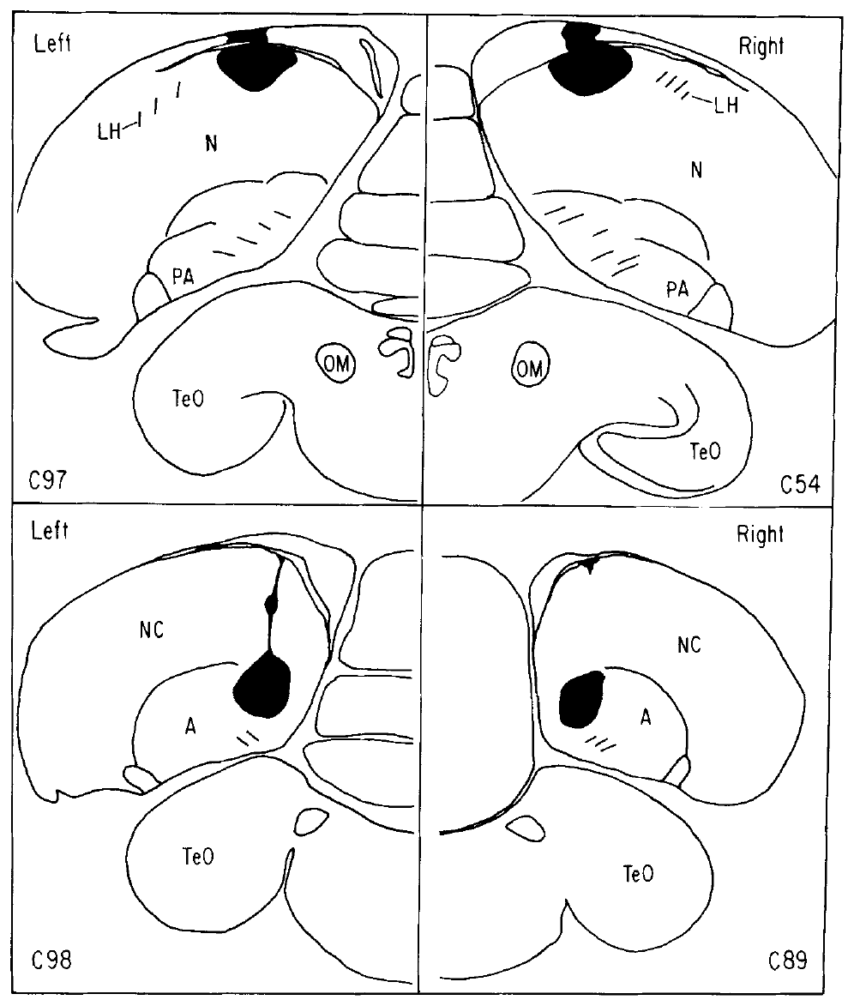 Left
LH
N
PA
OM
TeO
C97
Right
LH
N
PA
OM
TeO
C54
Left
NC
A
TeO
C98
Right
NC
A
TeO
C89